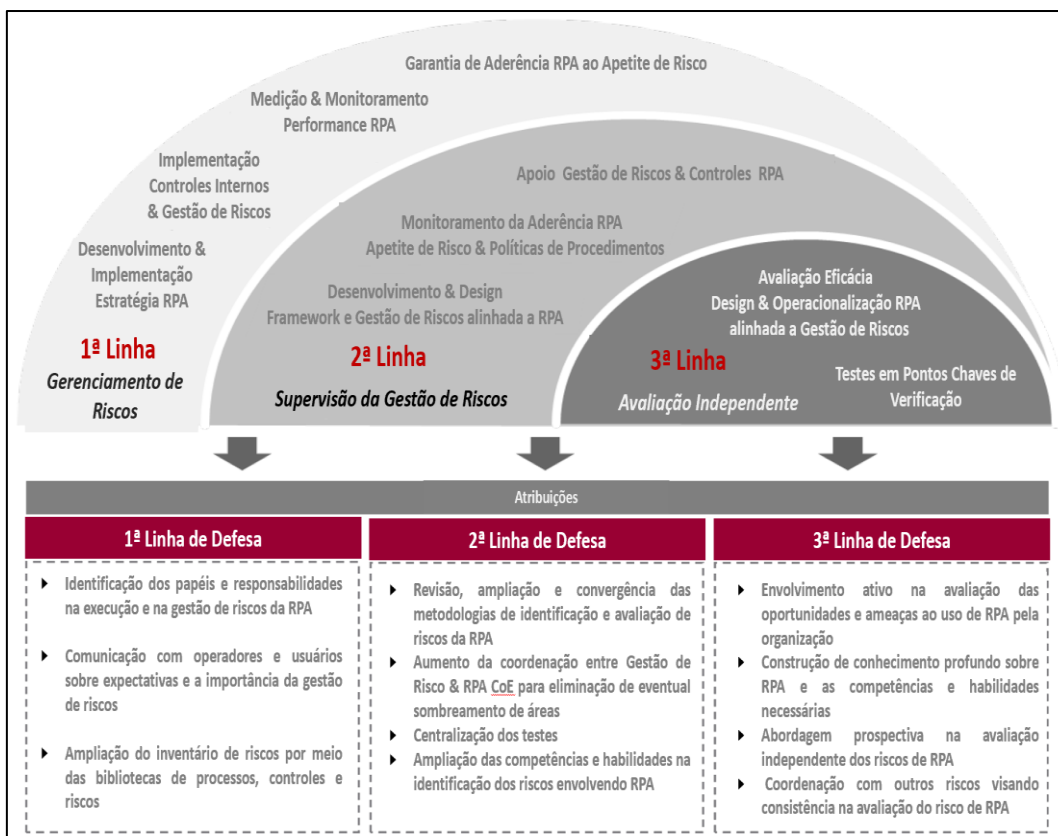 Garantia de Aderência RPA ao Apetite de Risco
Medição & Monitoramento
Performance RPA
Implementação
Controles Internos
& Gestão de Riscos
Desenvolvimento &
Implementação
Estratégia RPA
1ª Linha
Gerenciamento de
Riscos
Apoio Gestão de Riscos & Controles RPA
Monitoramento da Aderência RPA
Apetite de Risco & Políticas de Procedimentos
Desenvolvimento & Design
Framework e Gestão de Riscos alinhada a RPA
2ª Linha
Supervisão da Gestão de Riscos
Avaliação Eficácia
Design & Operacionalização RPA
alinhada a Gestão de Riscos
3ª Linha
Avaliação Independente
Testes em Pontos Chaves de
Verificação
Atribuições
1ª Linha de Defesa
Identificação dos papéis e responsabilidades
na execução e na gestão de riscos da RPA
Comunicação com operadores e usuários
sobre expectativas e a importância da gestão
de riscos
Ampliação do inventário de riscos por meio
das bibliotecas de processos, controles e
riscos
2ª Linha de Defesa
Revisão, ampliação e convergência das
metodologias de identificação e avaliação de
riscos da RPA
Aumento da coordenação entre Gestão de
Risco & RPA CoE para eliminação de eventual
sombreamento de áreas
Centralização dos testes
Ampliação das competências e habilidades na
identificação dos riscos envolvendo RPA
3ª Linha de Defesa
Envolvimento ativo na avaliação das
oportunidades e ameaças ao uso de RPA pela
organização
Construção de conhecimento profundo sobre
RPA e as competências e habilidades
necessárias
Abordagem prospectiva na avaliação
independente dos riscos de RPA
Coordenação com outros riscos visando
consistência na avaliação do risco de RPA